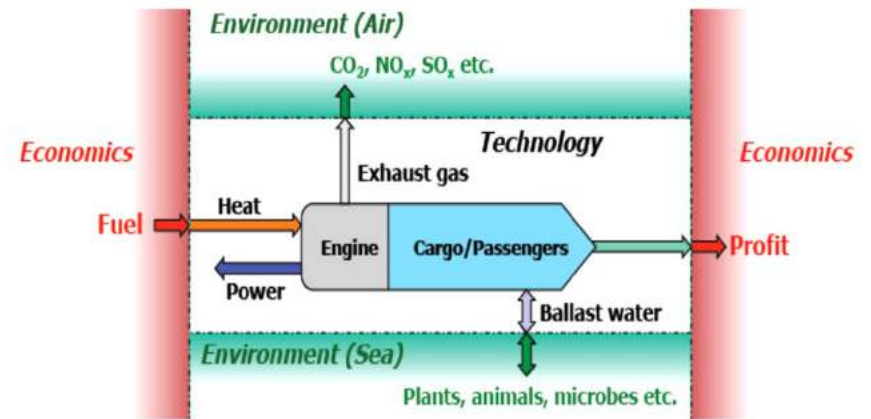 Environment (Air)
CO₂, NOₓ, SOₓ etc.
Technology
Economics
Economics
Exhaust gas
Heat
Fuel
Engine
Cargo/Passengers
Profit
Power
Ballast water
Environment (Sea)
Plants, animals, microbes etc.